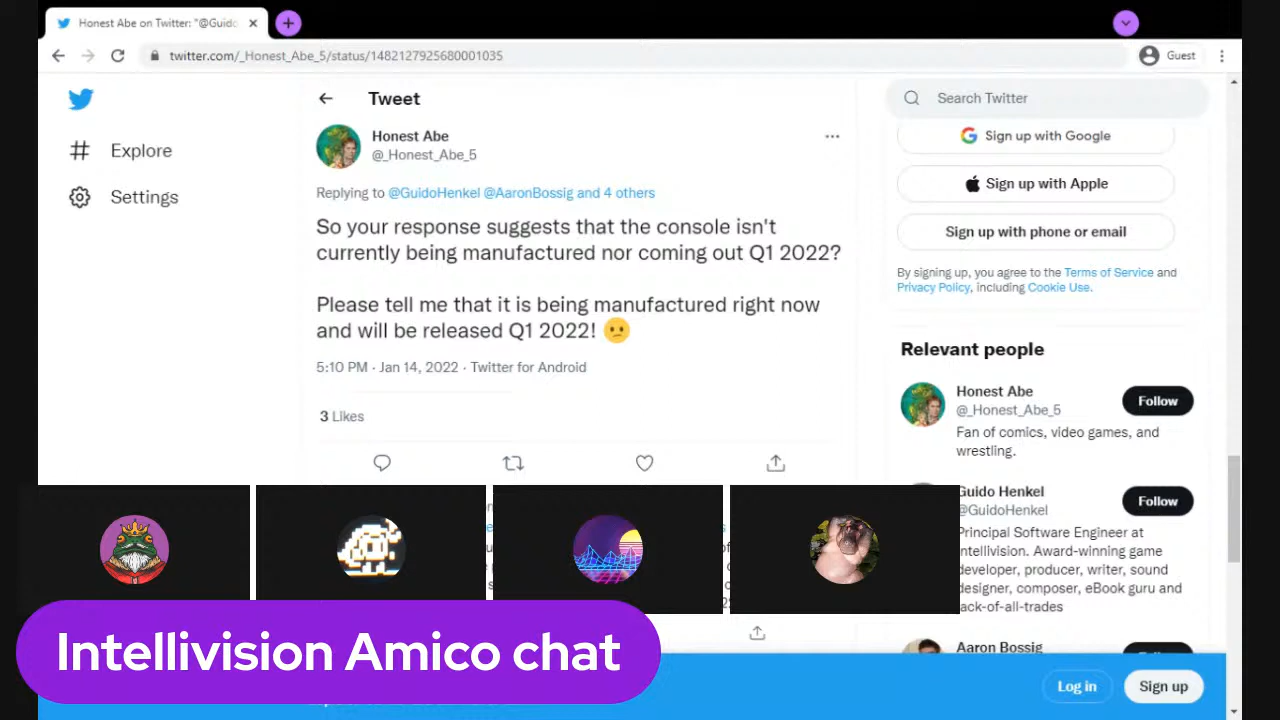 Honest Abe on Twitter: "@Guido
twitter.com/_Honest_Abe_5/status/1482127925680001035
Guest
Explore
Settings
Tweet
Honest Abe
@_Honest_Abe_5
Replying to @GuidoHenkel @AaronBossig and 4 others
So your response suggests that the console isn't
currently being manufactured nor coming out Q1 2022?
Please tell me that it is being manufactured right now
and will be released Q1 2022! 😐
5:10 PM · Jan 14, 2022 · Twitter for Android
3 Likes
Search Twitter
Sign up with Google
Sign up with Apple
Sign up with phone or email
By signing up, you agree to the Terms of Service and
Privacy Policy, including Cookie Use.
Relevant people
Honest Abe
@_Honest_Abe_5
Follow
Fan of comics, video games, and
wrestling.
Guido Henkel
@GuidoHenkel
Follow
Principal Software Engineer at
Intellivision. Award-winning game
developer, producer, writer, sound
designer, composer, eBook guru and
jack-of-all-trades
Aaron Bossig
Intellivision Amico chat
Log in
Sign up